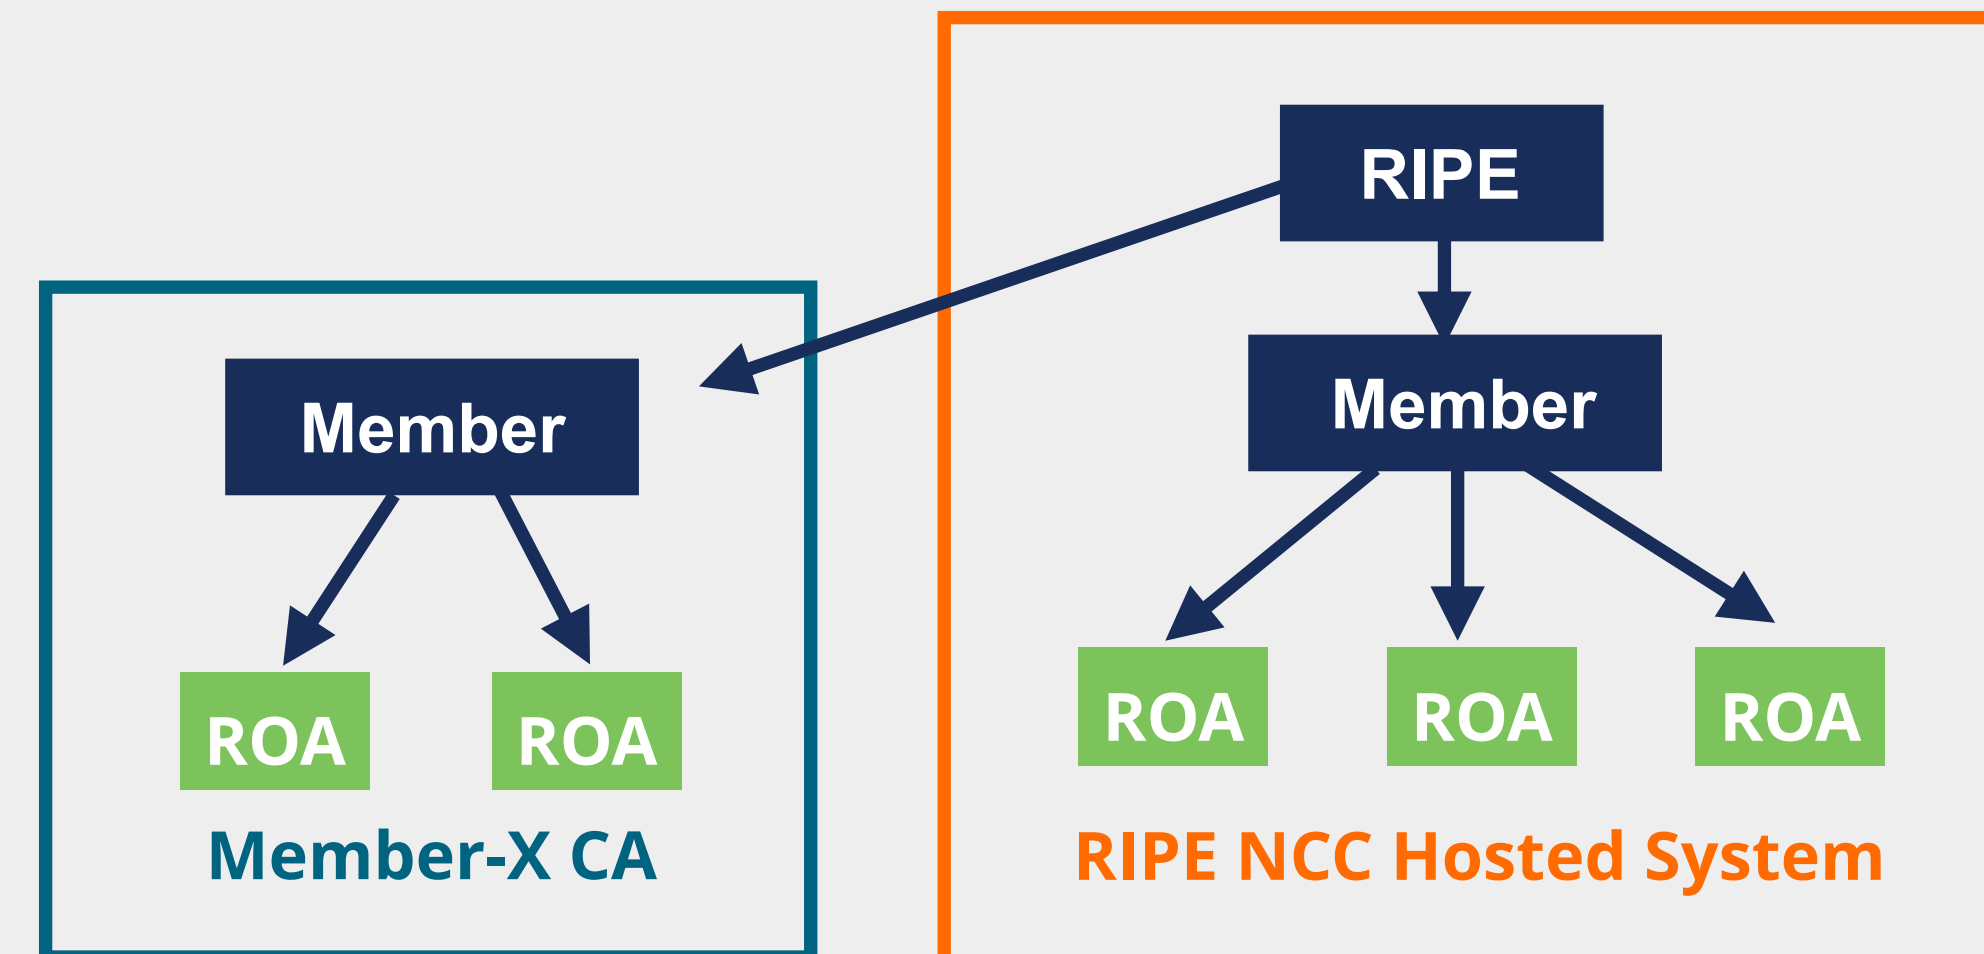 RIPE
Member
Member
ROA
ROA
ROA
ROA
ROA
Member-X CA
RIPE NCC Hosted System